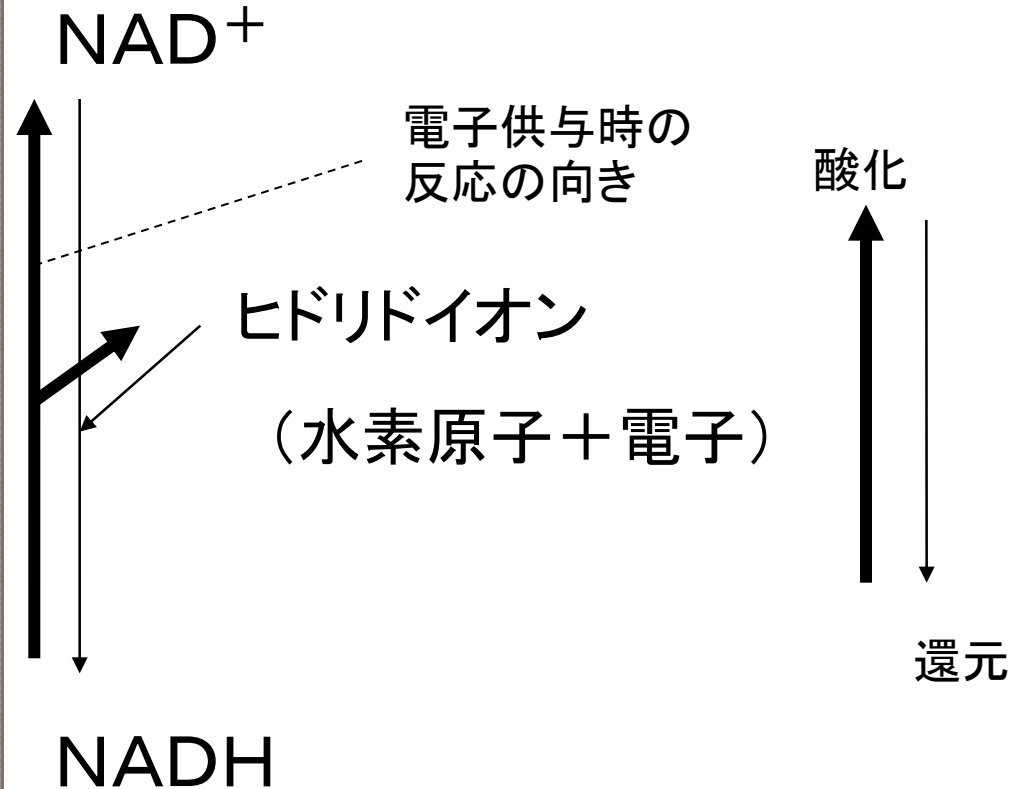 NAD＋
電子供与時の
反応の向き
酸化
ヒドリドイオン
（水素原子＋電子）
還元
NADH